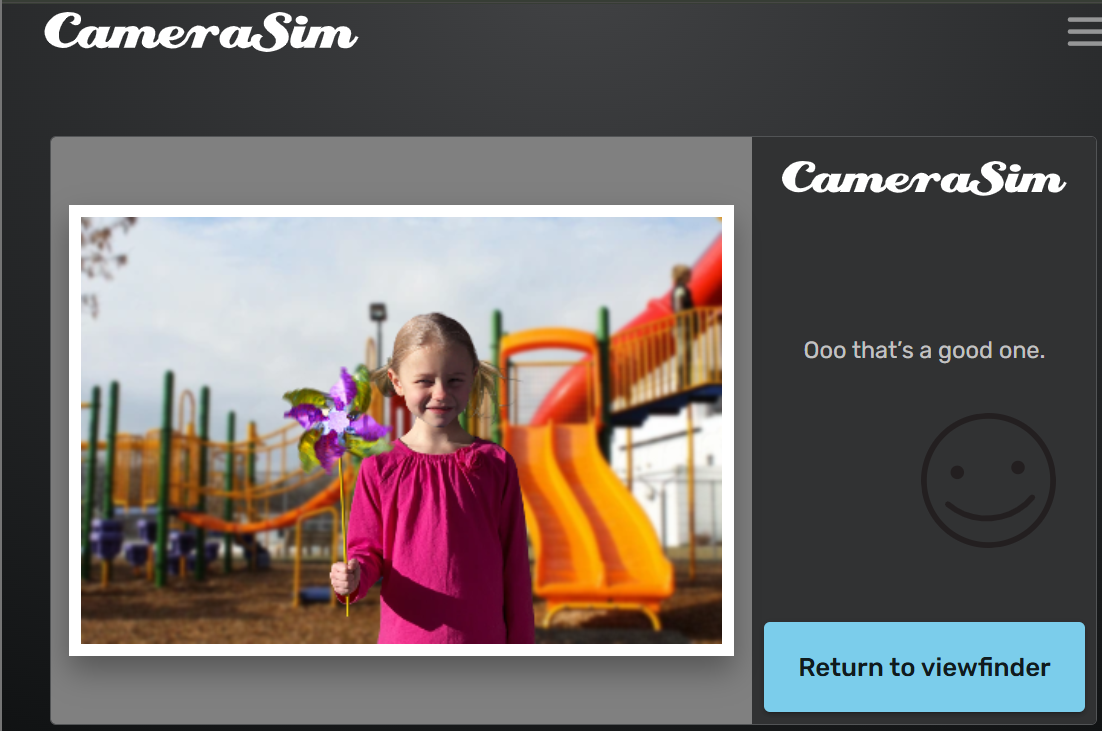 CameraSim
CameraSim
Ooo that’s a good one.
Return to viewfinder